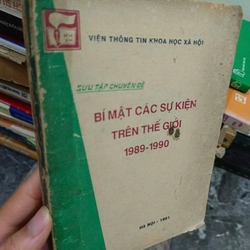 VIỆN THÔNG TIN KHOA HỌC XÃ HỘI
SƯU TẬP CHUYÊN ĐỀ
BÍ MẬT CÁC SỰ KIỆN
TRÊN THẾ GIỚI
1989-1990
HÀ NỘI - 1991